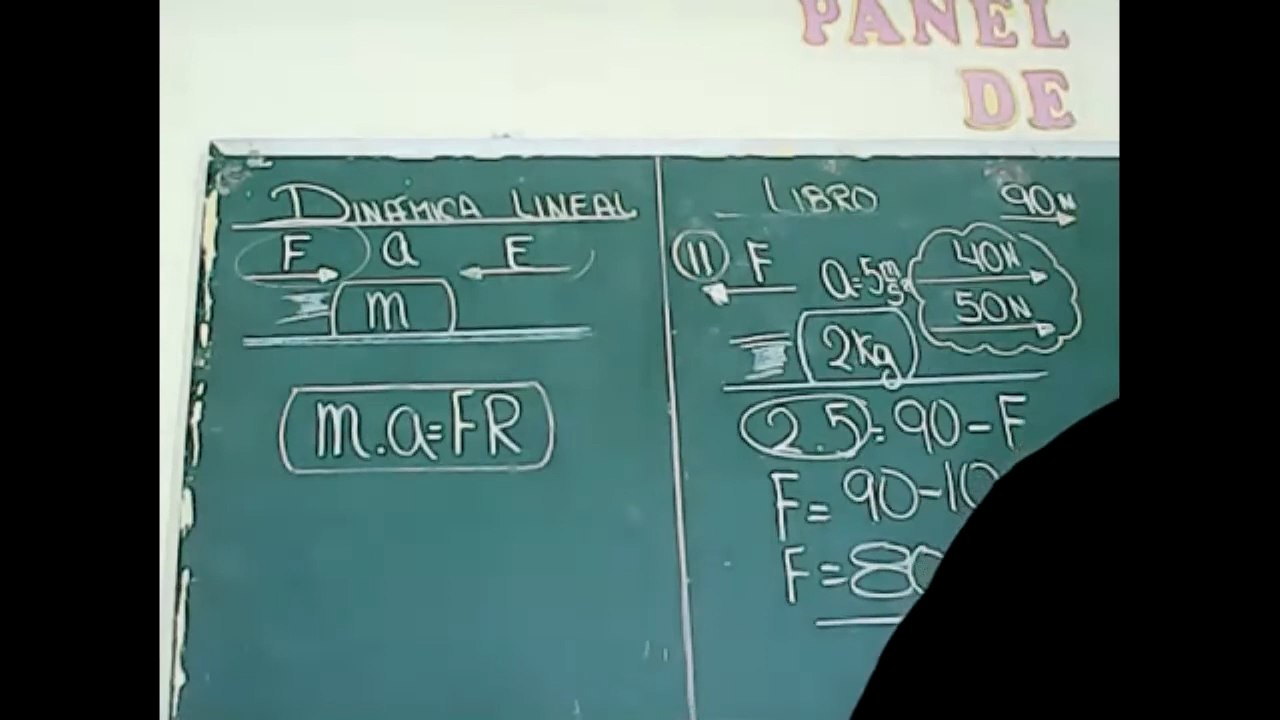 PANEL
DE
DINÁMICA LINEAL
F a F
m
m.a=FR
LIBRO
90N
11 F a=5m/s² 40N
50N
2Kg
2.5=90-F
F=90-10
F=80